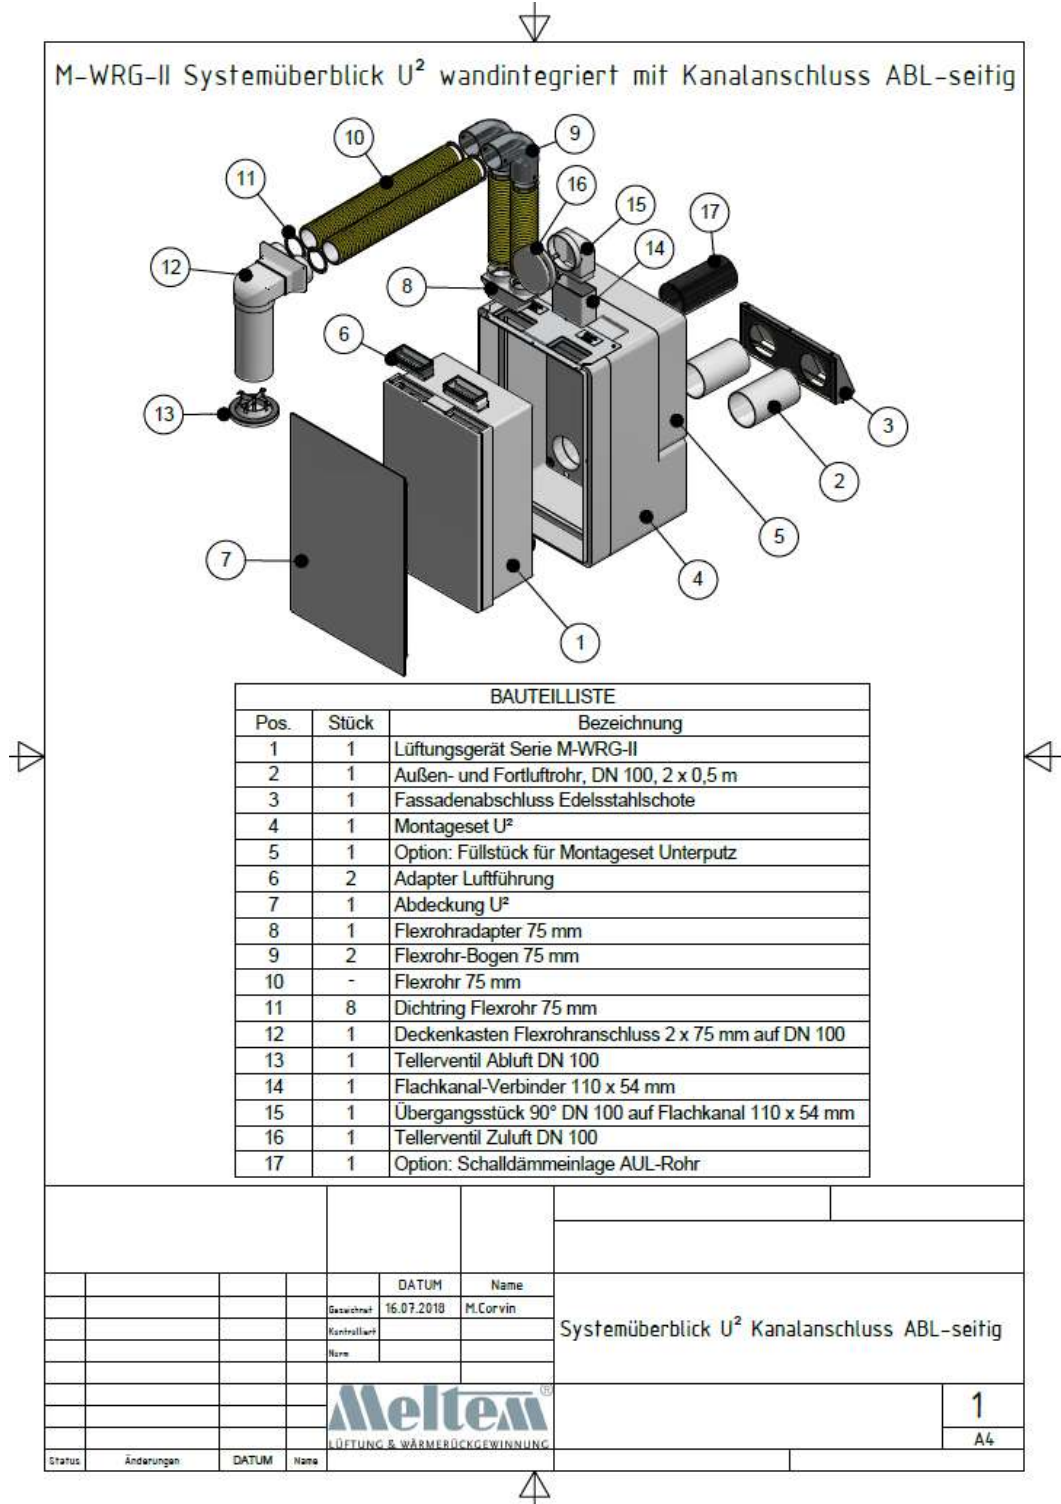 M-WRG-II Systemüberblick U² wandintegriert mit Kanalanschluss ABL-seitig
10
9
11
16
15
17
12
14
8
6
13
3
2
5
7
4
1
BAUTEILLISTE
Pos. Stück Bezeichnung
1 1 Lüftungsgerät Serie M-WRG-II
2 1 Außen- und Fortluftrohr, DN 100, 2 x 0,5 m
3 1 Fassadenabschluss Edelsstahlschote
4 1 Montageset U²
5 1 Option: Füllstück für Montageset Unterputz
6 2 Adapter Luftführung
7 1 Abdeckung U²
8 1 Flexrohradapter 75 mm
9 2 Flexrohr-Bogen 75 mm
10 - Flexrohr 75 mm
11 8 Dichtring Flexrohr 75 mm
12 1 Deckenkasten Flexrohranschluss 2 x 75 mm auf DN 100
13 1 Tellerventil Abluft DN 100
14 1 Flachkanal-Verbinder 110 x 54 mm
15 1 Übergangsstück 90° DN 100 auf Flachkanal 110 x 54 mm
16 1 Tellerventil Zuluft DN 100
17 1 Option: Schalldämmeinlage AUL-Rohr
DATUM Name
Gezeichnet 16.07.2018 M.Corvin
Kontrolliert
Norm
Systemüberblick U² Kanalanschluss ABL-seitig
Meltem®
LÜFTUNG & WÄRMERÜCKGEWINNUNG
1
A4
Status Änderungen DATUM Name